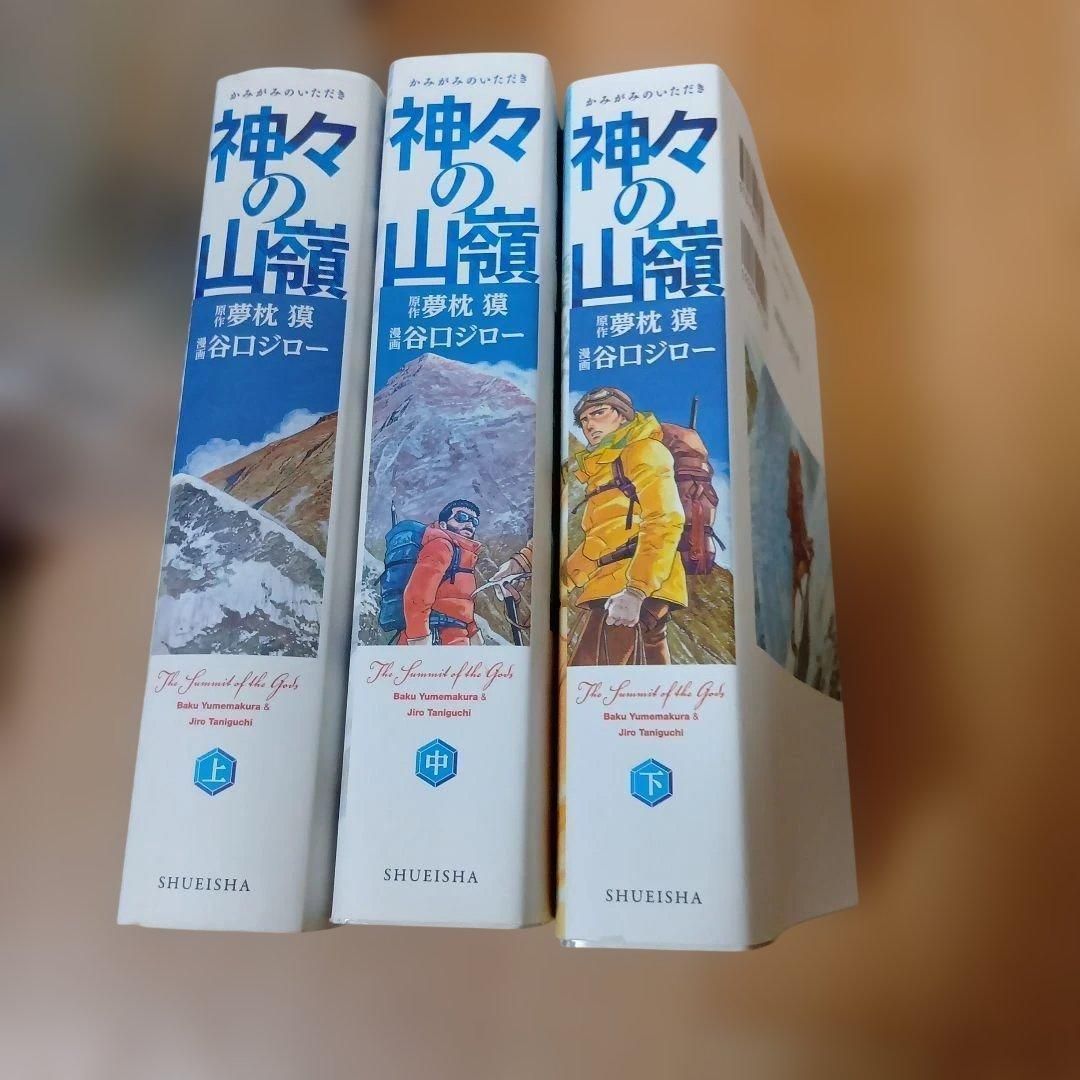 かみがみのいただき
神々
の
山嶺
原作 夢枕 獏
漫画 谷口ジロー
The Summit of the Gods
Baku Yumemakura &
Jiro Taniguchi
上
SHUEISHA
かみがみのいただき
神々
の
山嶺
原作 夢枕 獏
漫画 谷口ジロー
The Summit of the Gods
Baku Yumemakura &
Jiro Taniguchi
中
SHUEISHA
かみがみのいただき
神々
の
山嶺
原作 夢枕 獏
漫画 谷口ジロー
The Summit of the Gods
Baku Yumemakura &
Jiro Taniguchi
下
SHUEISHA